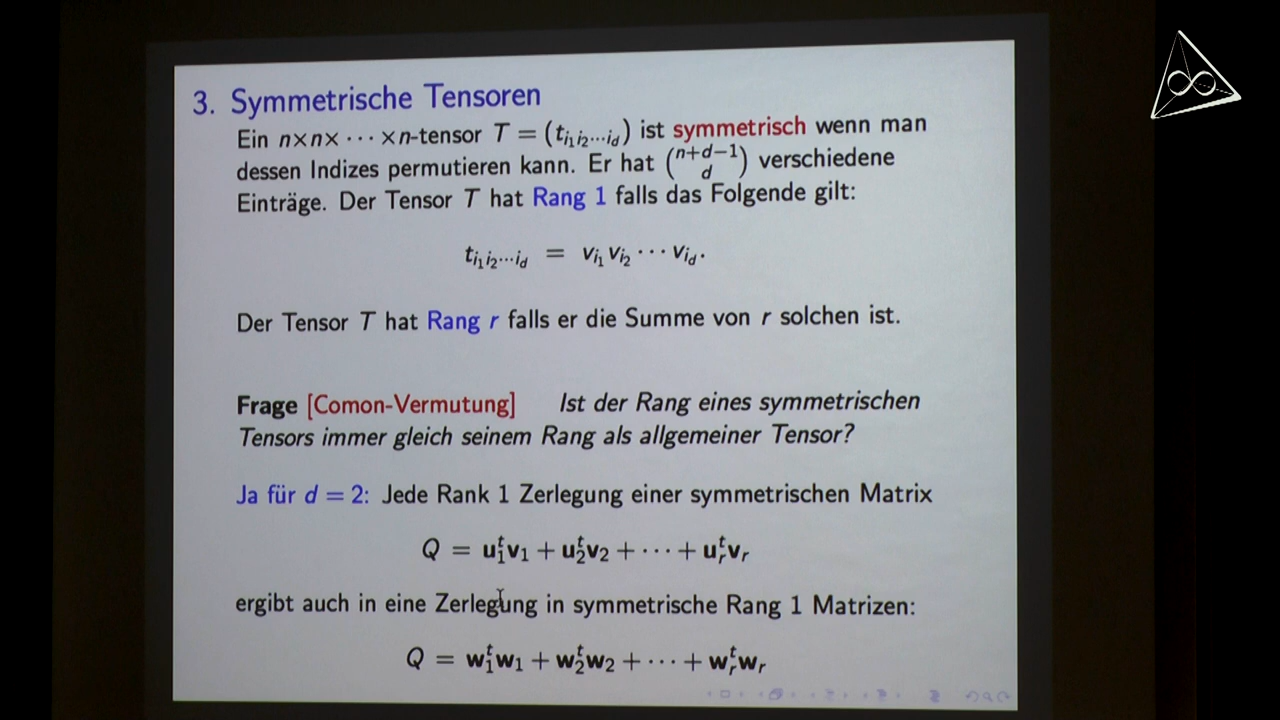 3. Symmetrische Tensoren
Ein n×n× ··· ×n-tensor T = (t_{i_1 i_2 ··· i_d}) ist symmetrisch wenn man
dessen Indizes permutieren kann. Er hat \binom{n+d−1}{d} verschiedene
Einträge. Der Tensor T hat Rang 1 falls das Folgende gilt:
t_{i_1 i_2 ··· i_d} = v_{i_1} v_{i_2} ··· v_{i_d}.
Der Tensor T hat Rang r falls er die Summe von r solchen ist.
Frage [Comon-Vermutung] Ist der Rang eines symmetrischen
Tensors immer gleich seinem Rang als allgemeiner Tensor?
Ja für d = 2: Jede Rank 1 Zerlegung einer symmetrischen Matrix
Q = u_1^t v_1 + u_2^t v_2 + ··· + u_r^t v_r
ergibt auch in eine Zerlegung in symmetrische Rang 1 Matrizen:
Q = w_1^t w_1 + w_2^t w_2 + ··· + w_r^t w_r